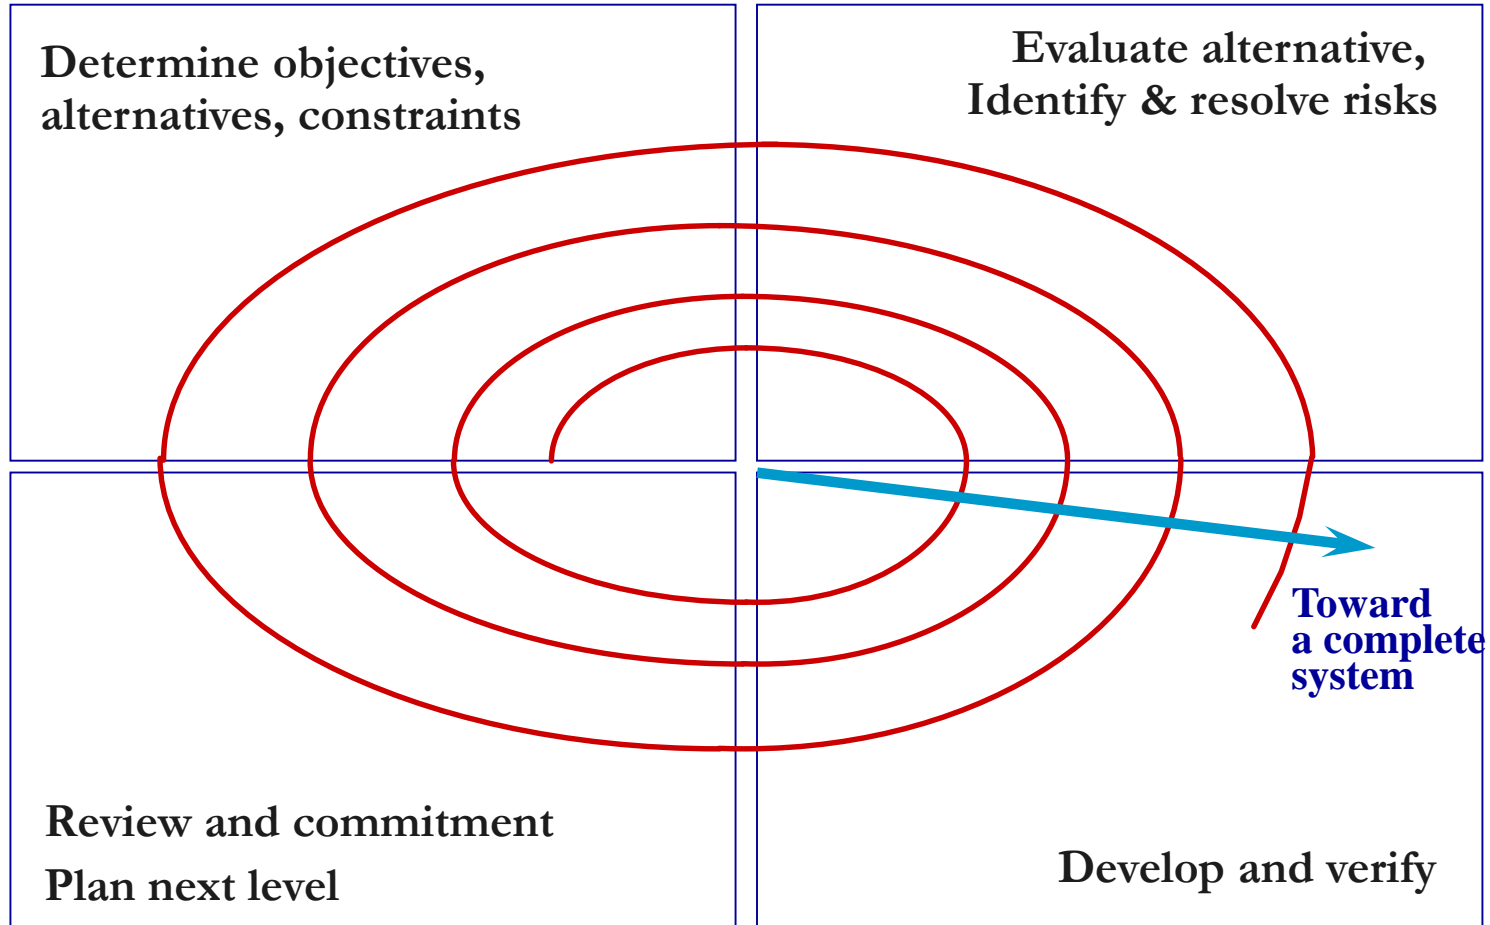 Determine objectives,
alternatives, constraints
Evaluate alternative,
Identify & resolve risks
Toward
a complete
system
Review and commitment
Plan next level
Develop and verify